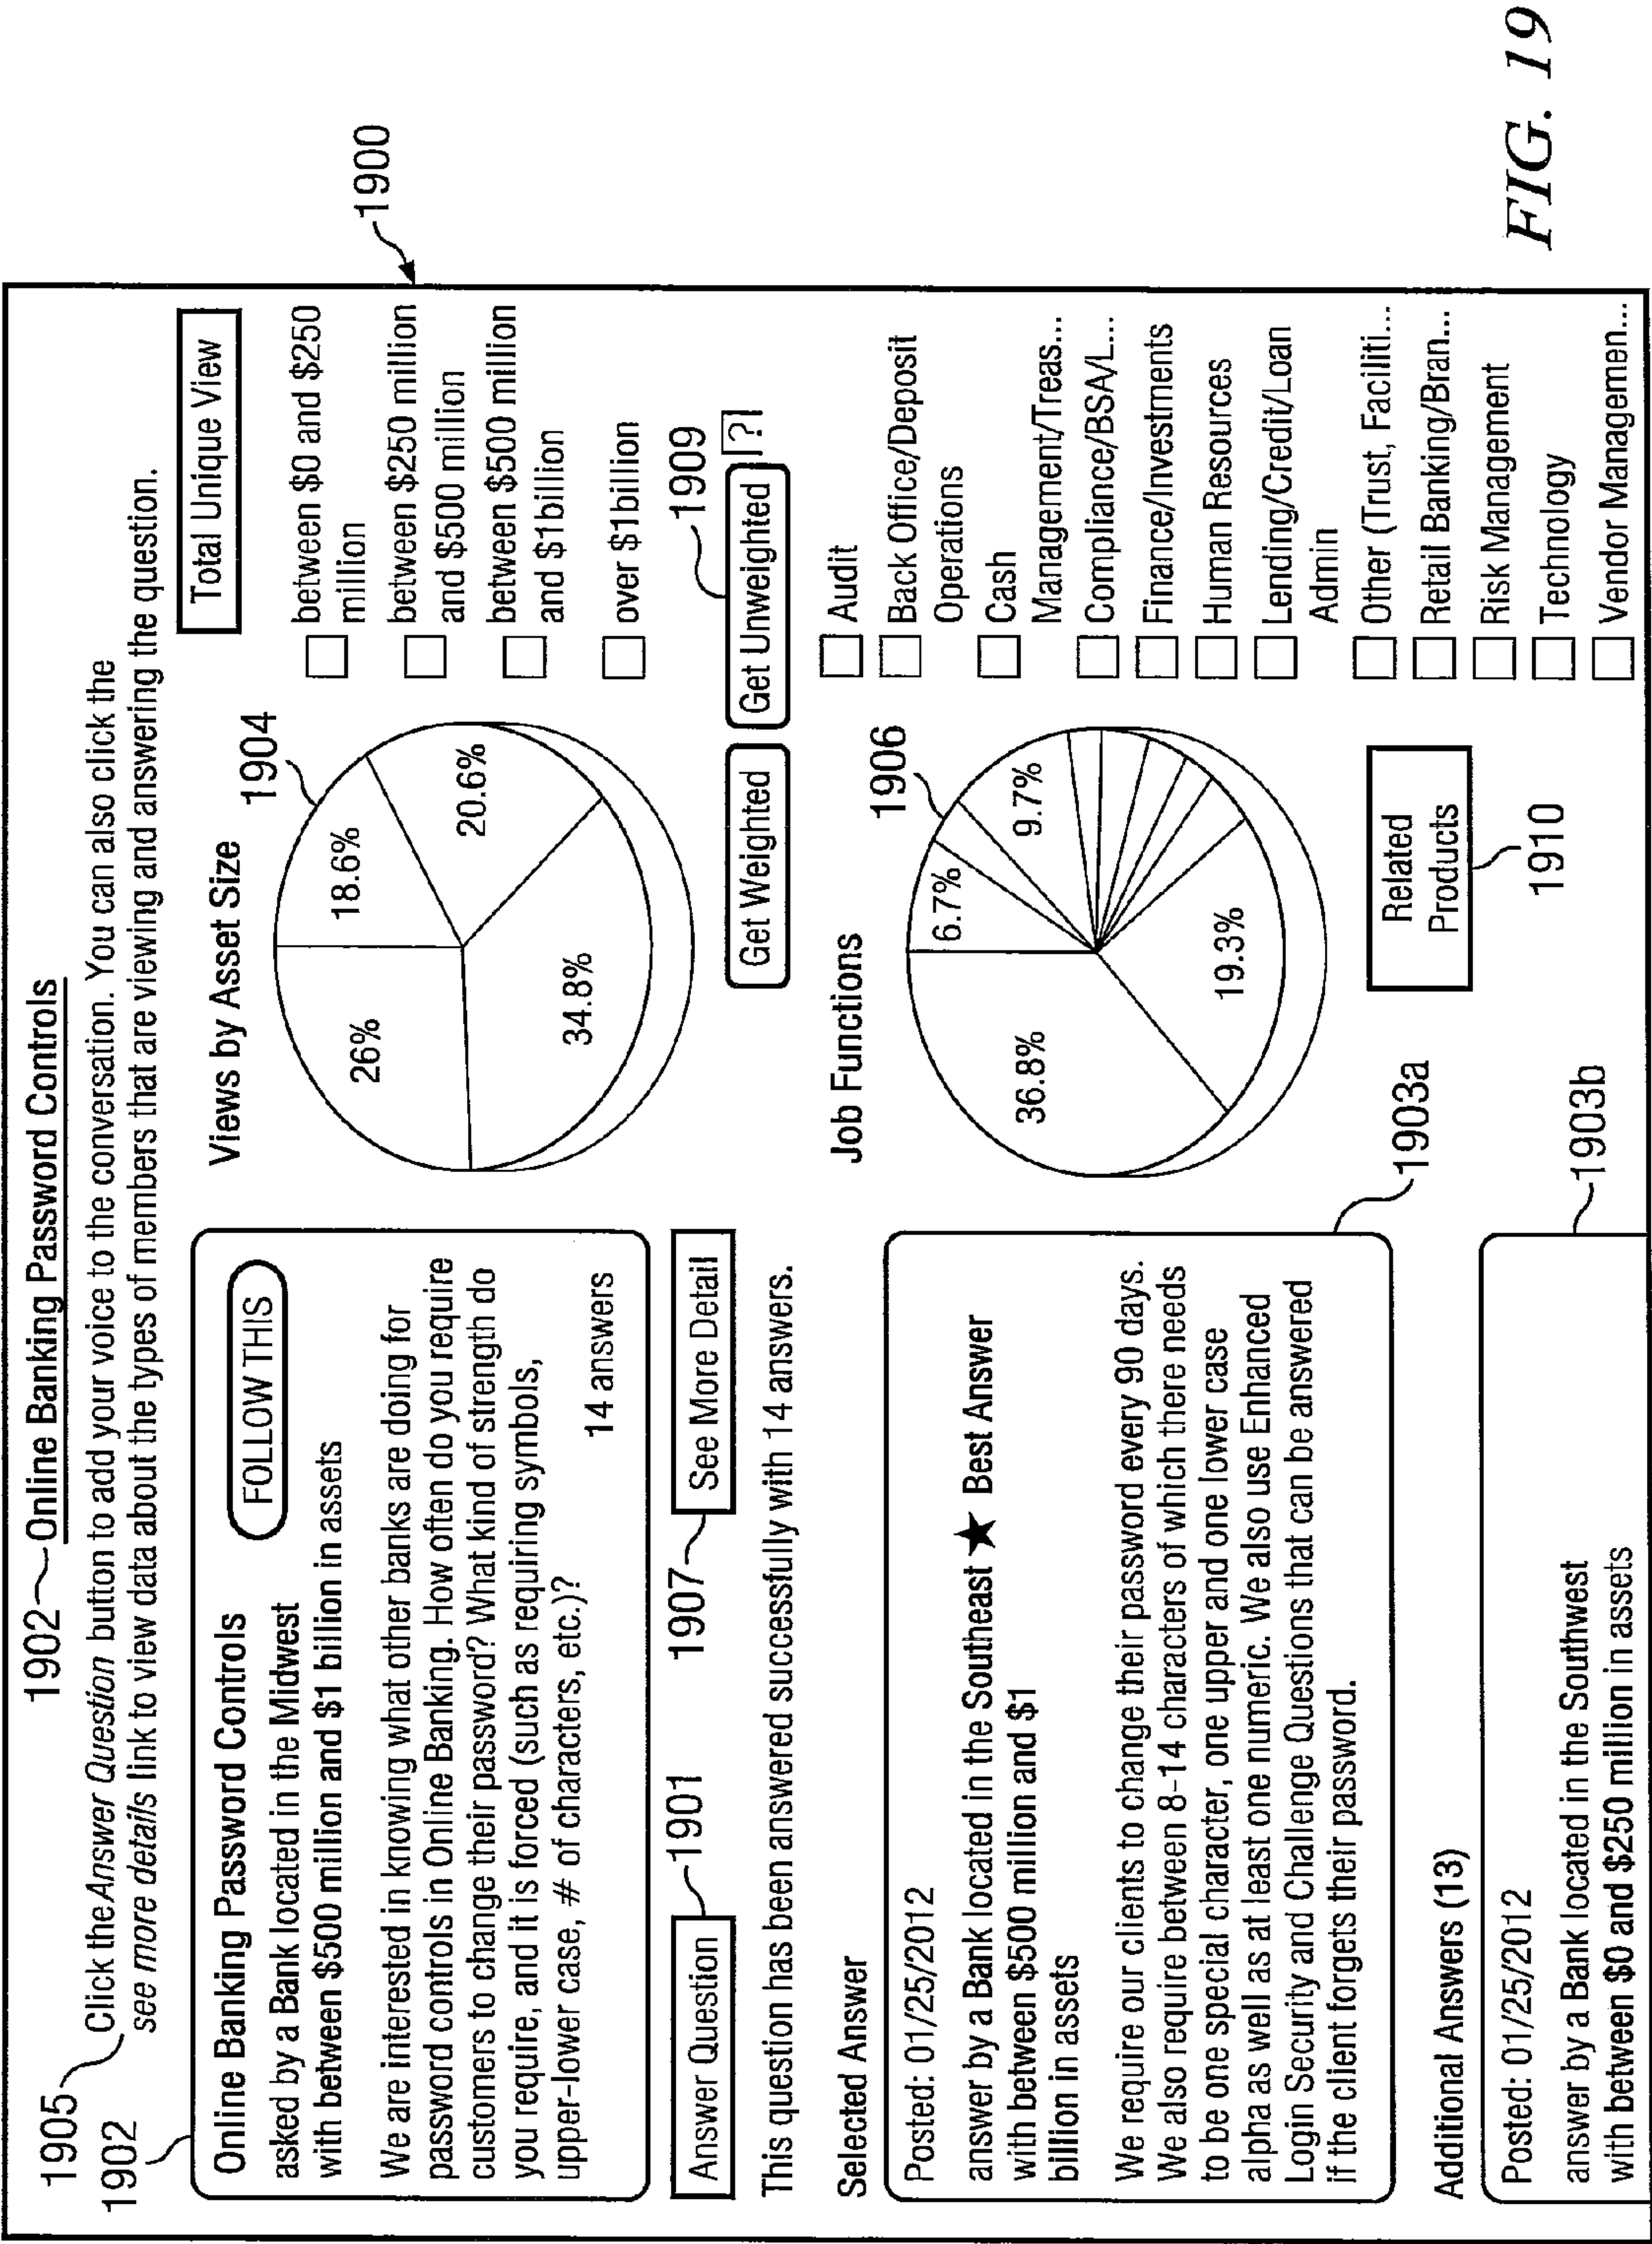 1902 Online Banking Password Controls
1905 Click the Answer Question button to add your voice to the conversation. You can also click the
see more details link to view data about the types of members that are viewing and answering the question.
1902
Online Banking Password Controls
FOLLOW THIS
asked by a Bank located in the Midwest
with between $500 million and $1 billion in assets
We are interested in knowing what other banks are doing for
password controls in Online Banking. How often do you require
customers to change their password? What kind of strength do
you require, and it is forced (such as requiring symbols,
upper-lower case, # of characters, etc.)?
14 answers
Answer Question
1901
1907
See More Detail
This question has been answered successfully with 14 answers.
Selected Answer
Posted: 01/25/2012
answer by a Bank located in the Southeast ★ Best Answer
with between $500 million and $1
billion in assets
We require our clients to change their password every 90 days.
We also require between 8-14 characters of which there needs
to be one special character, one upper and one lower case
alpha as well as at least one numeric. We also use Enhanced
Login Security and Challenge Questions that can be answered
if the client forgets their password.
1903a
Additional Answers (13)
Posted: 01/25/2012
answer by a Bank located in the Southwest
with between $0 and $250 million in assets
1903b
Views by Asset Size
1904
Total Unique View
26%
18.6%
20.6%
34.8%
between $0 and $250
million
between $250 million
and $500 million
between $500 million
and $1billion
over $1billion
1900
Get Weighted
Get Unweighted
[?]
1909
Job Functions
1906
36.8%
6.7%
9.7%
19.3%
Audit
Back Office/Deposit
Operations
Cash
Management/Treas...
Compliance/BSA/L...
Finance/Investments
Human Resources
Lending/Credit/Loan
Admin
Other (Trust, Faciliti...
Retail Banking/Bran...
Risk Management
Technology
Vendor Managemen...
Related
Products
1910
FIG. 19